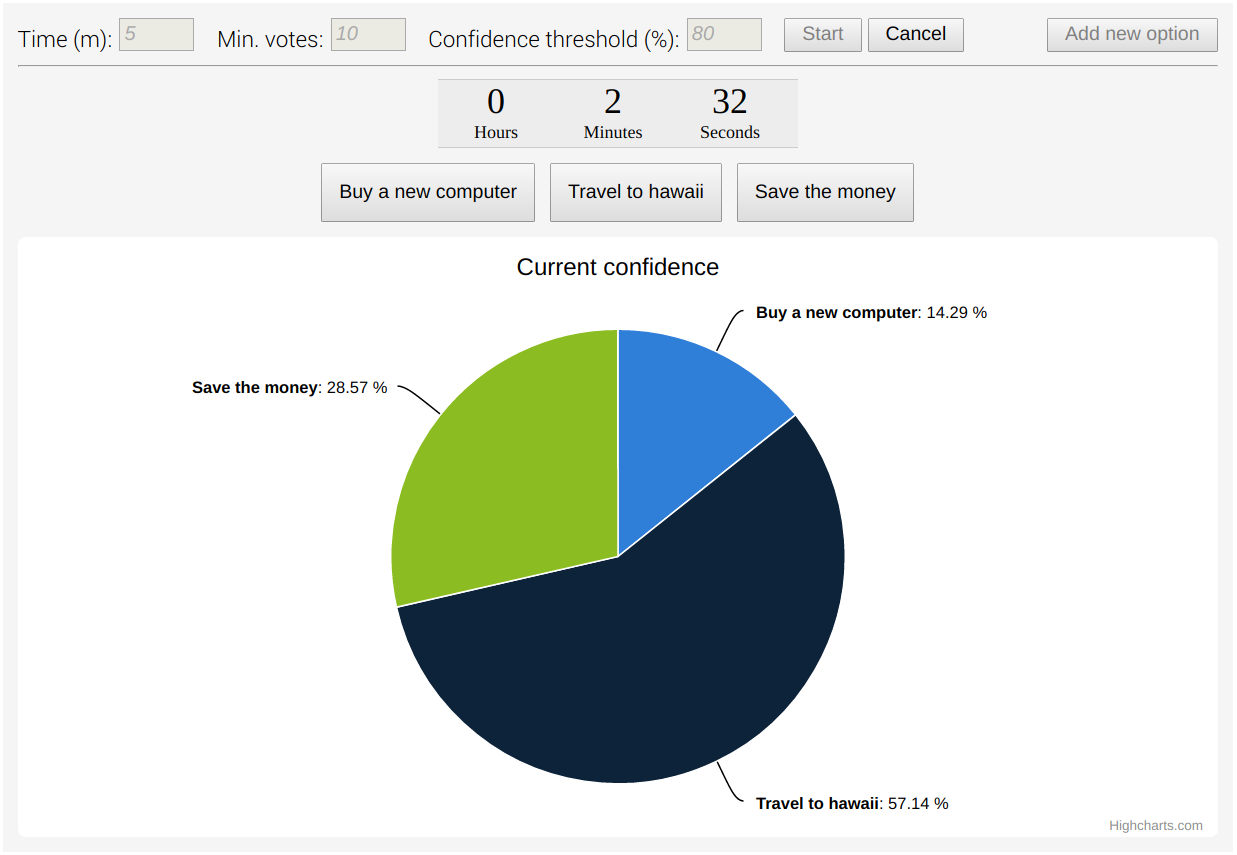 Time (m): 5 Min. votes: 10 Confidence threshold (%): 80 Start Cancel Add new option
0 2 32
Hours Minutes Seconds
Buy a new computer Travel to hawaii Save the money
Current confidence
Buy a new computer: 14.29 %
Save the money: 28.57 %
Travel to hawaii: 57.14 %
Highcharts.com